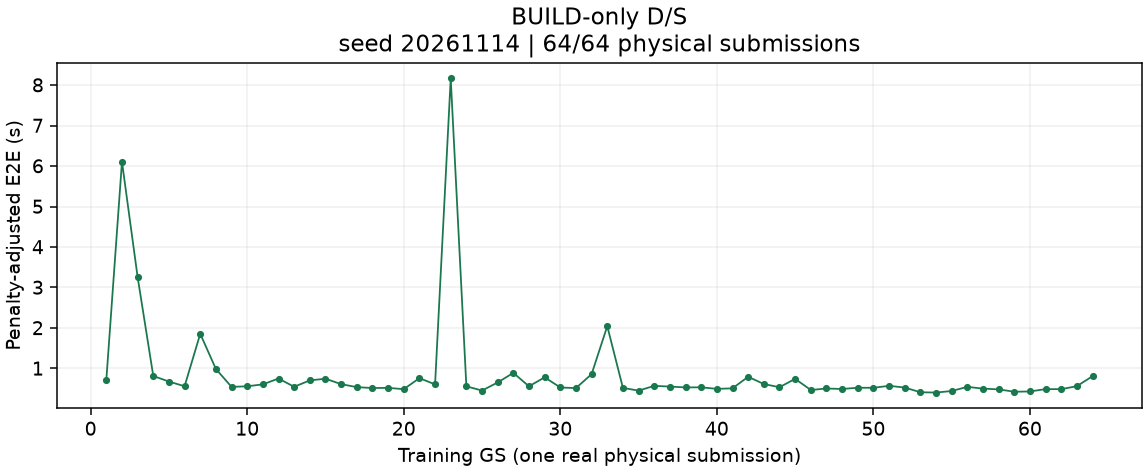 BUILD-only D/S
seed 20261114 | 64/64 physical submissions
Penalty-adjusted E2E (s)
8
7
6
5
4
3
2
1
0 10 20 30 40 50 60
Training GS (one real physical submission)